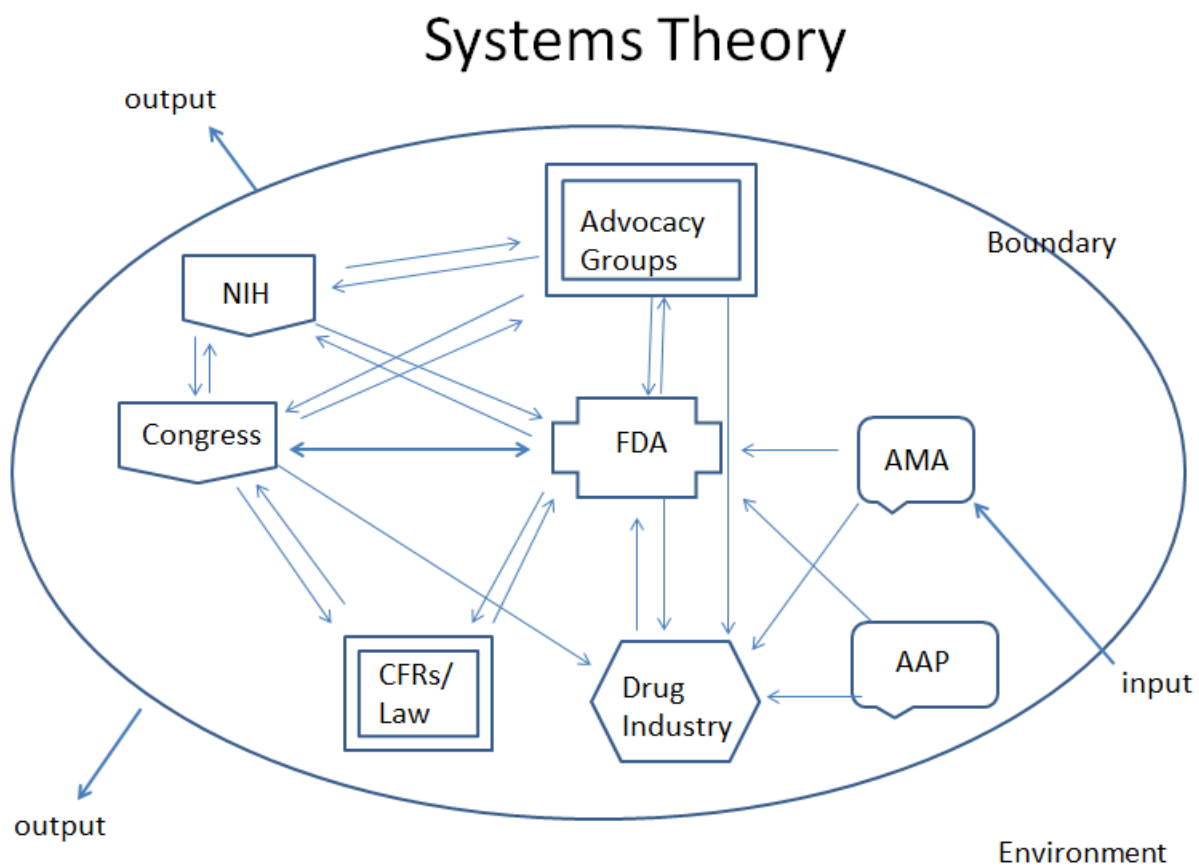 Systems Theory
output
Advocacy
Groups
Boundary
NIH
Congress
FDA
AMA
CFRs/
Law
Drug
Industry
AAP
input
output
Environment